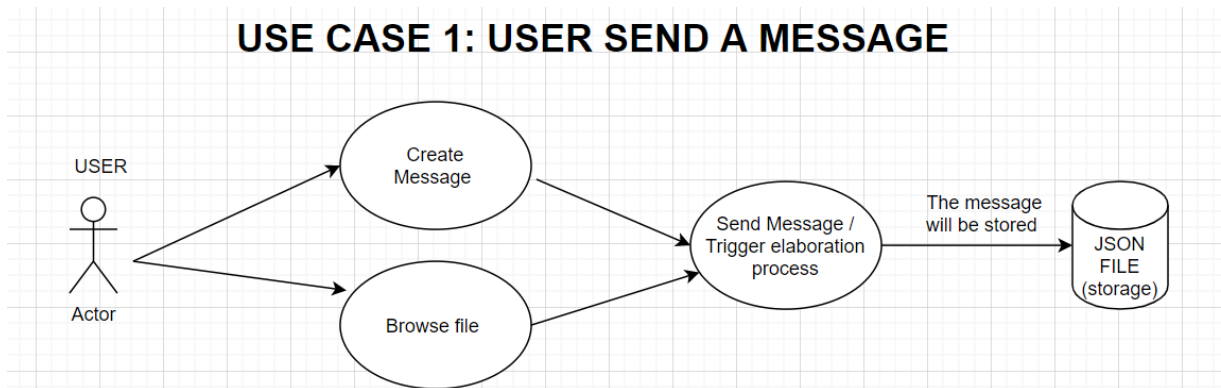 USE CASE 1: USER SEND A MESSAGE
USER
Actor
Create
Message
Browse file
Send Message /
Trigger elaboration
process
The message
will be stored
JSON
FILE
(storage)